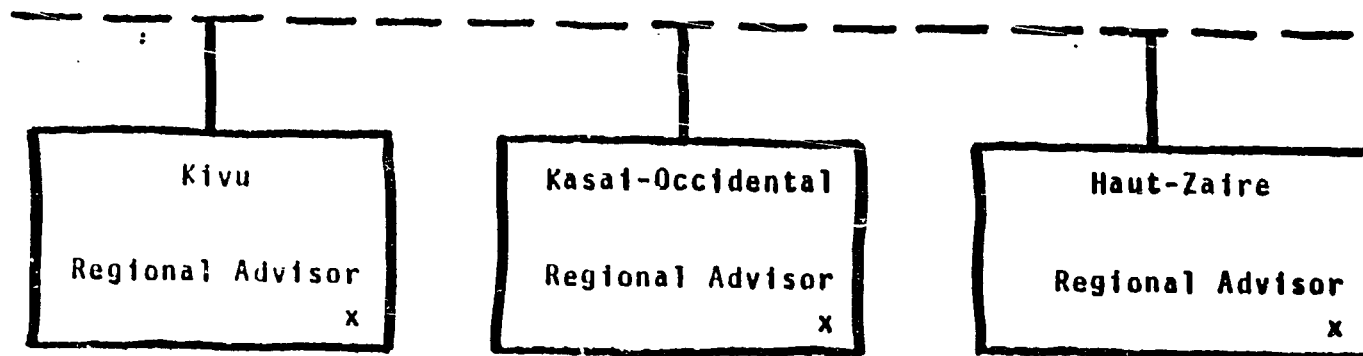 Kivu
Regional Advisor
x
Kasai-Occidental
Regional Advisor
x
Haut-Zaire
Regional Advisor
x